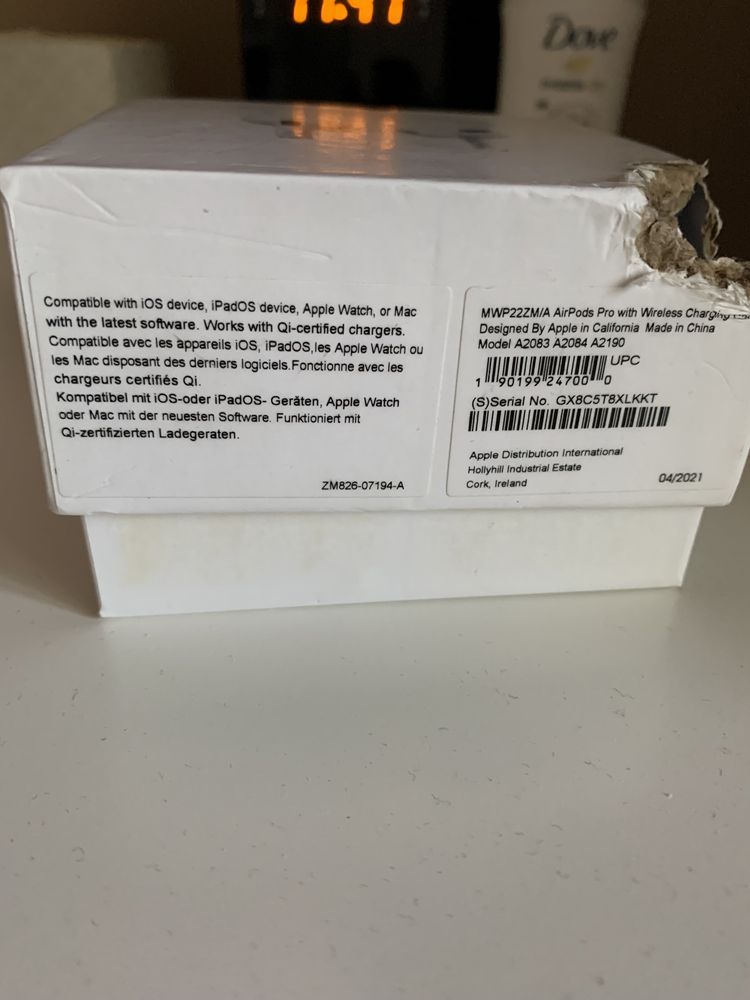 Dove
Compatible with iOS device, iPadOS device, Apple Watch, or Mac
with the latest software. Works with Qi-certified chargers.
Compatible avec les appareils iOS, iPadOS,les Apple Watch ou
les Mac disposant des derniers logiciels.Fonctionne avec les
chargeurs certifiés Qi.
Kompatibel mit iOS-oder iPadOS- Geräten, Apple Watch
oder Mac mit der neuesten Software. Funktioniert mit
Qi-zertifizierten Ladegeraten.
ZM826-07194-A
MWP22ZM/A AirPods Pro with Wireless Charging
Designed By Apple in California Made in China
Model A2083 A2084 A2190
UPC
1 90199 24700 0
(S)Serial No. GX8C5T8XLKKT
Apple Distribution International
Hollyhill Industrial Estate
Cork, Ireland
04/2021